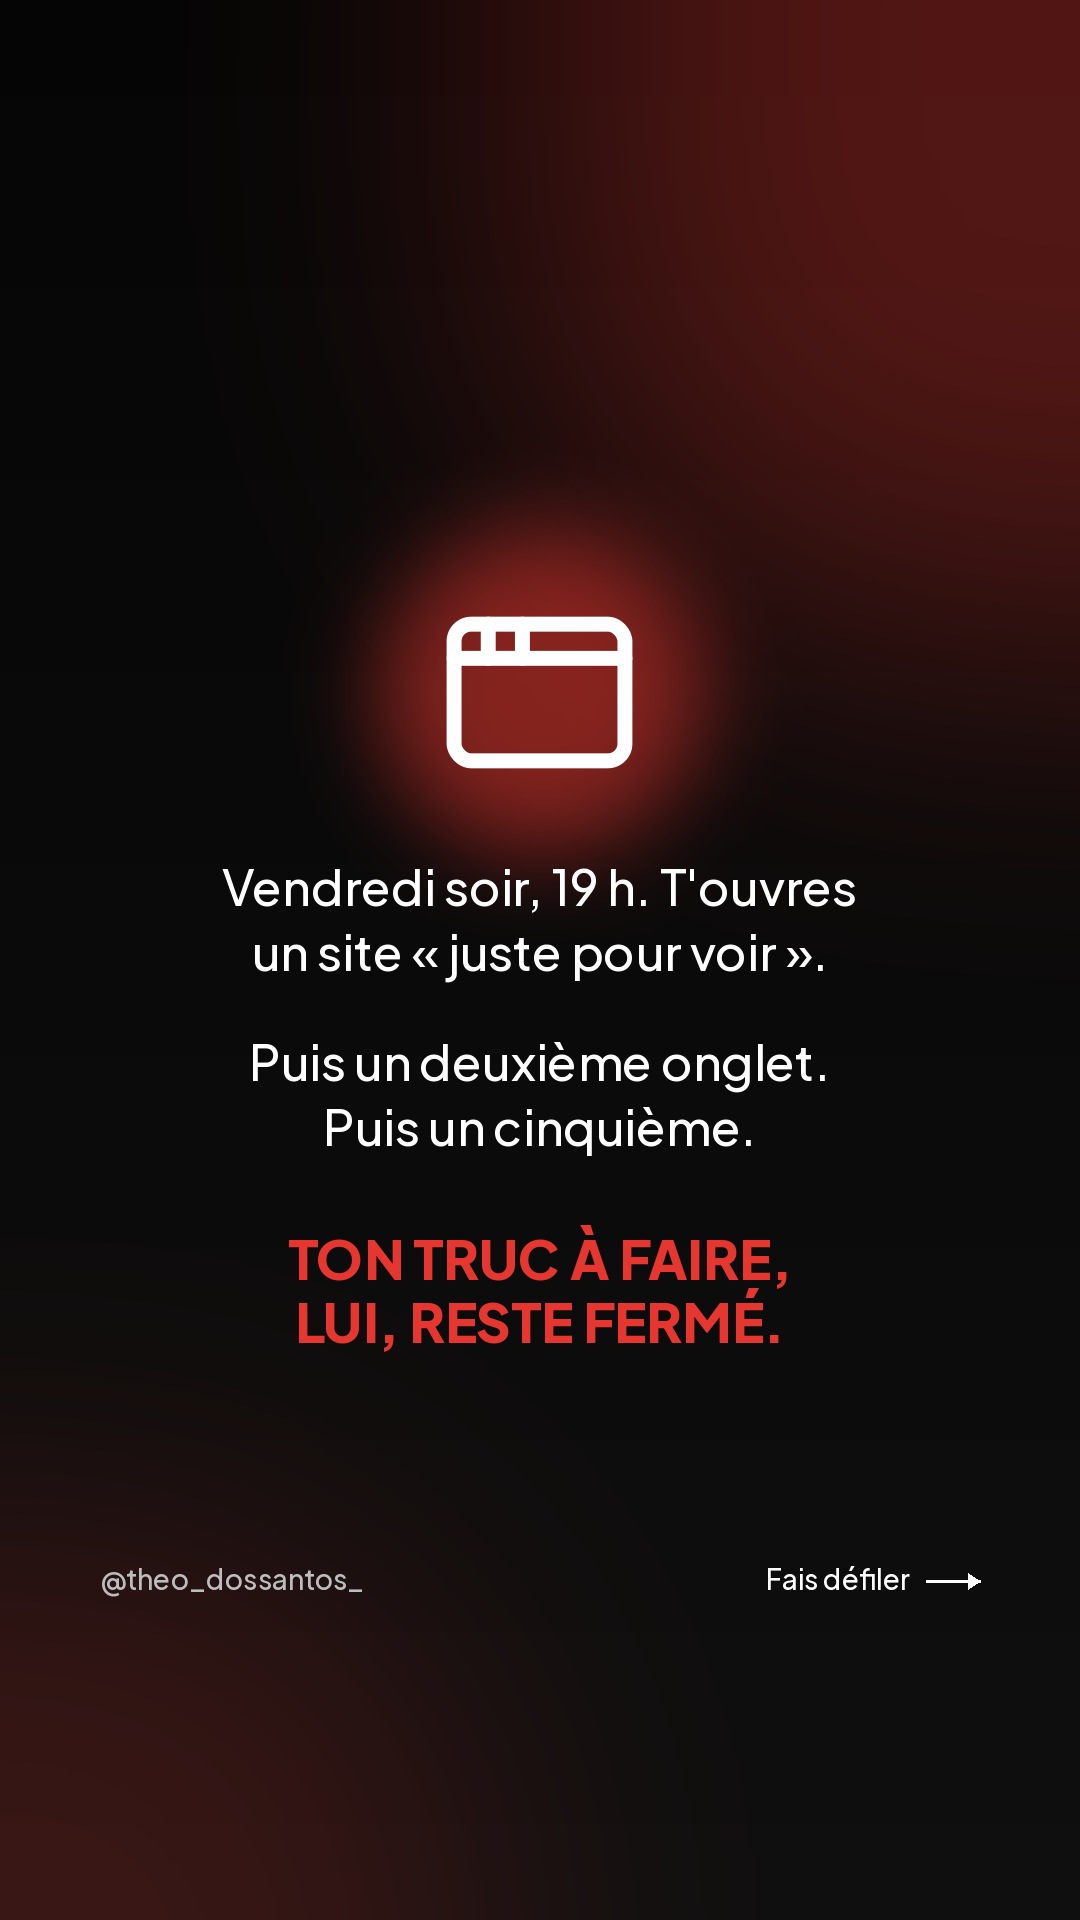 Vendredi soir, 19 h. T'ouvres
un site « juste pour voir ».
Puis un deuxième onglet.
Puis un cinquième.
TON TRUC À FAIRE,
LUI, RESTE FERMÉ.
@theo_dossantos_
Fais défiler